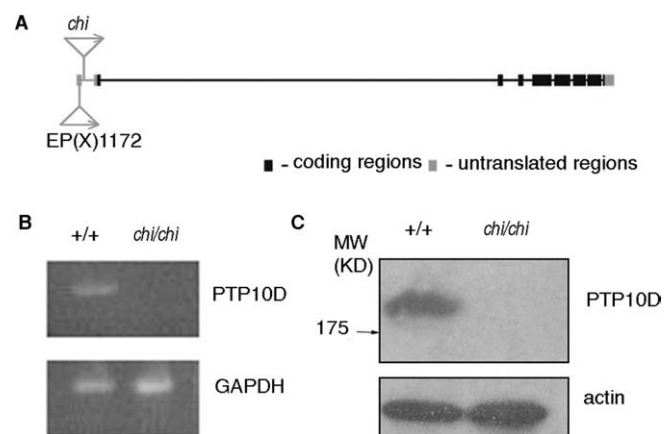 A
chi
EP(X)1172
- coding regions - untranslated regions
B
+/+ chi/chi
PTP10D
GAPDH
C
MW
(KD)
+/+ chi/chi
PTP10D
175
actin